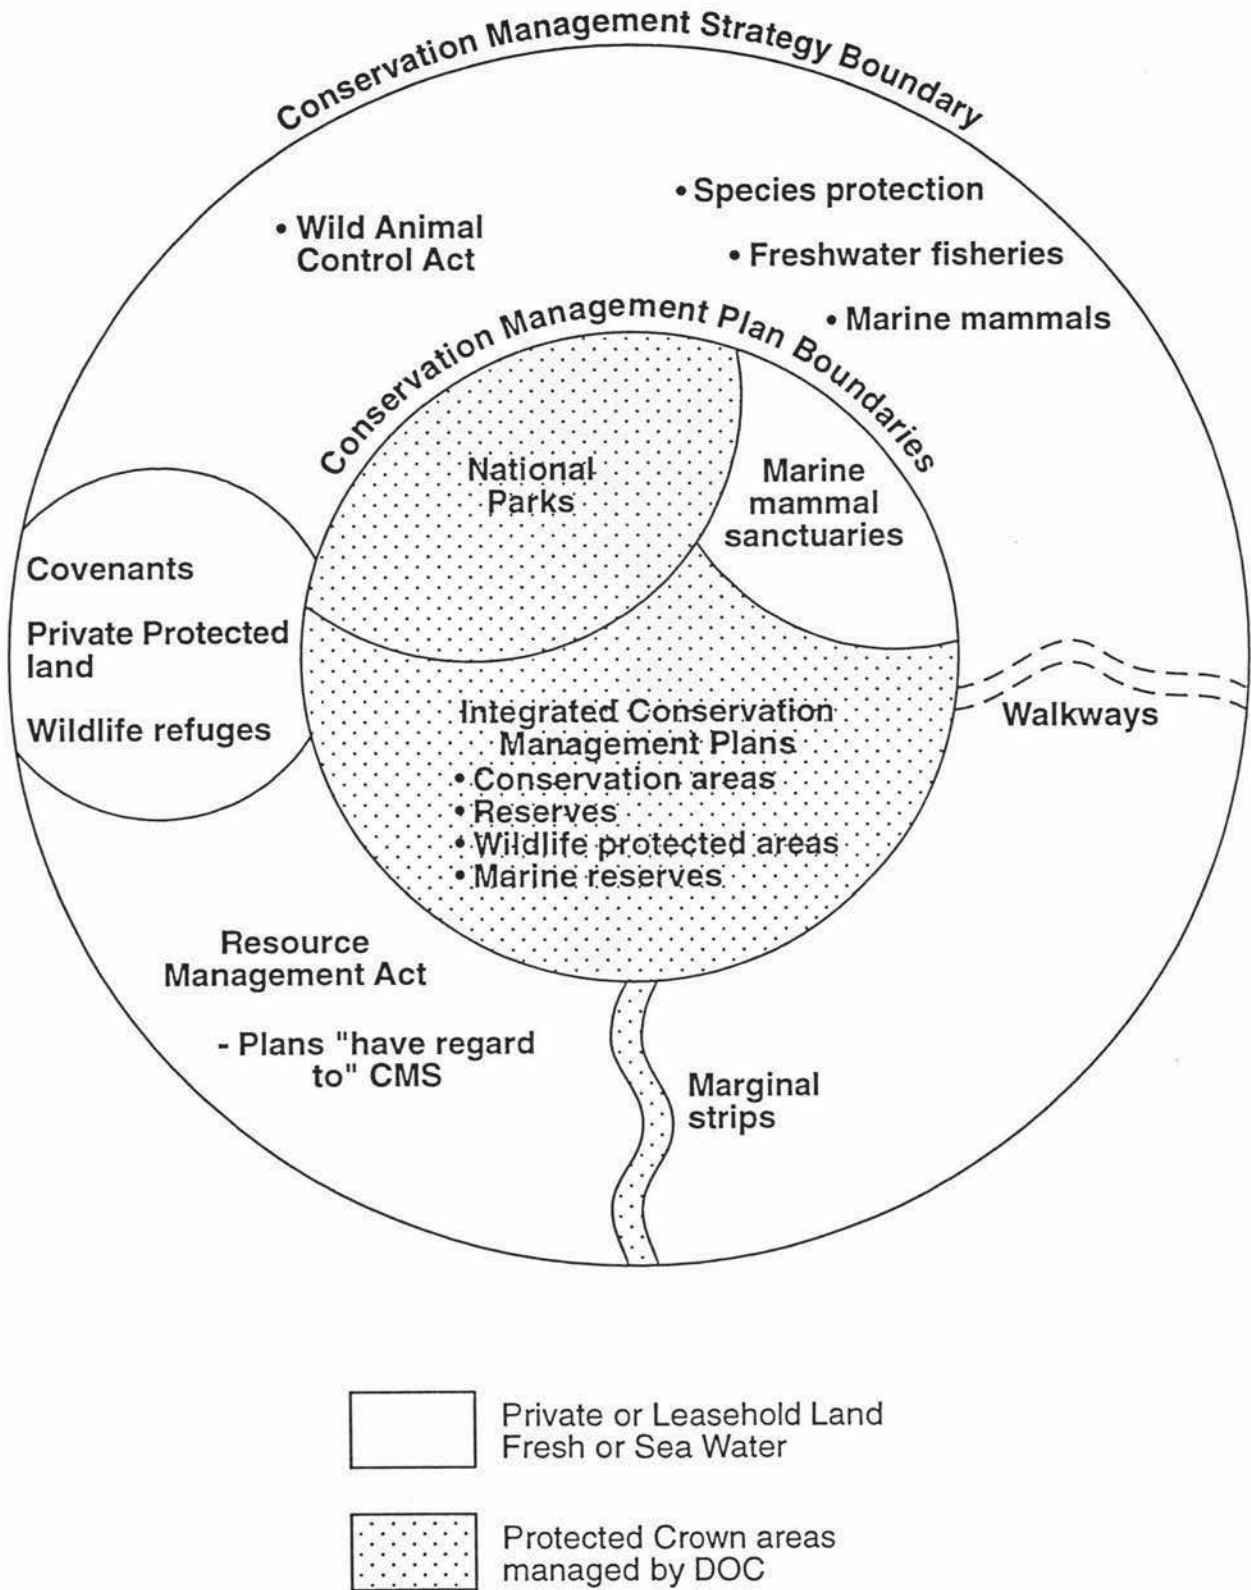 Conservation Management Strategy Boundary
• Species protection
• Wild Animal
Control Act
• Freshwater fisheries
• Marine mammals
Conservation Management Plan Boundaries
National
Parks
Marine
mammal
sanctuaries
Covenants
Private Protected
land
Wildlife refuges
Integrated Conservation
Management Plans
• Conservation areas
• Reserves
• Wildlife protected areas
• Marine reserves
Walkways
Resource
Management Act
- Plans "have regard
to" CMS
Marginal
strips
Private or Leasehold Land
Fresh or Sea Water
Protected Crown areas
managed by DOC